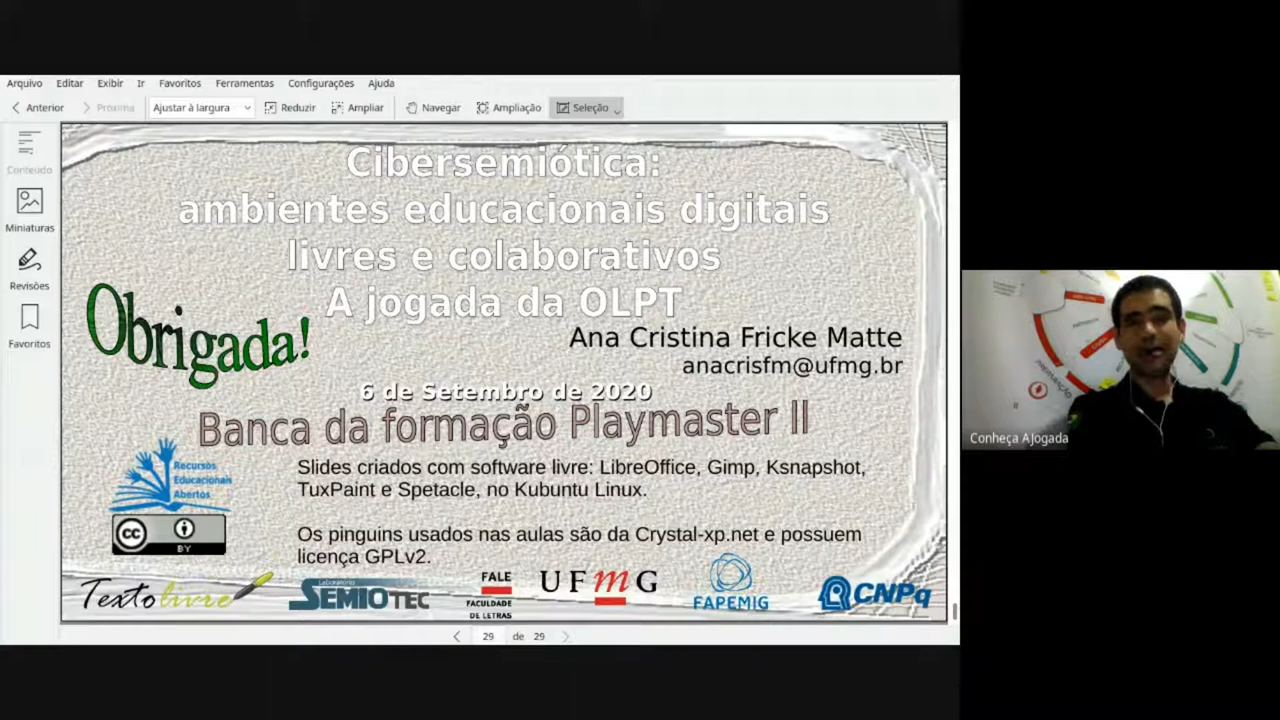 Arquivo Editar Exibir Ir Favoritos Ferramentas Configurações Ajuda
Anterior Próxima Ajustar à largura Reduzir Ampliar Navegar Ampliação Seleção
Conteúdo
Miniaturas
Revisões
Favoritos
Cibersemiótica:
ambientes educacionais digitais
livres e colaborativos
A jogada da OLPT
Obrigada!
Ana Cristina Fricke Matte
anacrisfm@ufmg.br
6 de Setembro de 2020
Banca da formação Playmaster II
Recursos
Educacionais
Abertos
CC
BY
Slides criados com software livre: LibreOffice, Gimp, Ksnapshot,
TuxPaint e Spetacle, no Kubuntu Linux.
Os pinguins usados nas aulas são da Crystal-xp.net e possuem
licença GPLv2.
Textolivre
Laboratório
SEMIOTEC
FALE
FACULDADE
DE LETRAS
UFmG
FAPEMIG
CNPq
29 de 29
Conheça AJogada